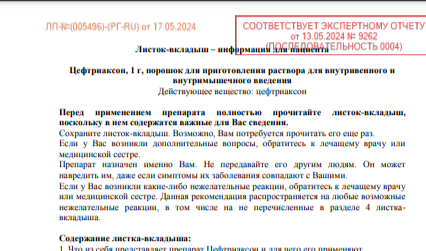 ЛП-№(005496)-(РГ-RU) от 17.05.2024
СООТВЕТСТВУЕТ ЭКСПЕРТНОМУ ОТЧЕТУ
от 13.05.2024 № 9262
(ПОСЛЕДОВАТЕЛЬНОСТЬ 0004)
Листок-вкладыш – информация для пациента
Цефтриаксон, 1 г, порошок для приготовления раствора для внутривенного и
внутримышечного введения
Действующее вещество: цефтриаксон
Перед применением препарата полностью прочитайте листок-вкладыш,
поскольку в нем содержатся важные для Вас сведения.
Сохраните листок-вкладыш. Возможно, Вам потребуется прочитать его еще раз.
Если у Вас возникли дополнительные вопросы, обратитесь к лечащему врачу или
медицинской сестре.
Препарат назначен именно Вам. Не передавайте его другим людям. Он может
навредить им, даже если симптомы их заболевания совпадают с Вашими.
Если у Вас возникли какие-либо нежелательные реакции, обратитесь к лечащему врачу
или медицинской сестре. Данная рекомендация распространяется на любые возможные
нежелательные реакции, в том числе на не перечисленные в разделе 4 листка-
вкладыша.
Содержание листка-вкладыша:
1. Что из себя представляет препарат Цефтриаксон и для чего его применяют